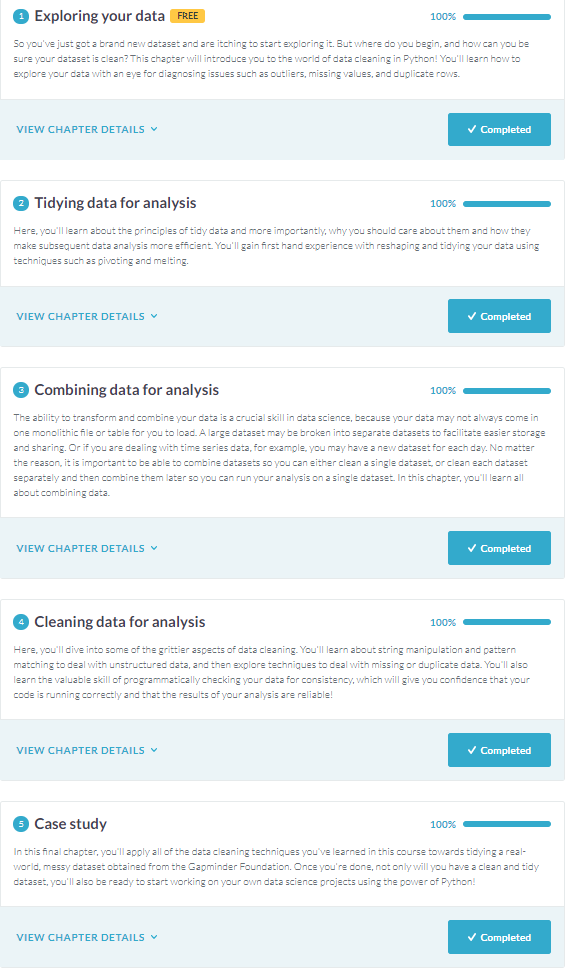 1 Exploring your data FREE 100%
So you've just got a brand new dataset and are itching to start exploring it. But where do you begin, and how can you be
sure your dataset is clean? This chapter will introduce you to the world of data cleaning in Python! You'll learn how to
explore your data with an eye for diagnosing issues such as outliers, missing values, and duplicate rows.
VIEW CHAPTER DETAILS Completed
2 Tidying data for analysis 100%
Here, you'll learn about the principles of tidy data and more importantly, why you should care about them and how they
make subsequent data analysis more efficient. You'll gain first hand experience with reshaping and tidying your data using
techniques such as pivoting and melting.
VIEW CHAPTER DETAILS Completed
3 Combining data for analysis 100%
The ability to transform and combine your data is a crucial skill in data science, because your data may not always come in
one monolithic file or table for you to load. A large dataset may be broken into separate datasets to facilitate easier storage
and sharing. Or if you are dealing with time series data, for example, you may have a new dataset for each day. No matter
the reason, it is important to be able to combine datasets so you can either clean a single dataset, or clean each dataset
separately and then combine them later so you can run your analysis on a single dataset. In this chapter, you'll learn all
about combining data.
VIEW CHAPTER DETAILS Completed
4 Cleaning data for analysis 100%
Here, you'll dive into some of the grittier aspects of data cleaning. You'll learn about string manipulation and pattern
matching to deal with unstructured data, and then explore techniques to deal with missing or duplicate data. You'll also
learn the valuable skill of programmatically checking your data for consistency, which will give you confidence that your
code is running correctly and that the results of your analysis are reliable!
VIEW CHAPTER DETAILS Completed
5 Case study 100%
In this final chapter, you'll apply all of the data cleaning techniques you've learned in this course towards tidying a real-
world, messy dataset obtained from the Gapminder Foundation. Once you're done, not only will you have a clean and tidy
dataset, you'll also be ready to start working on your own data science projects using the power of Python!
VIEW CHAPTER DETAILS Completed